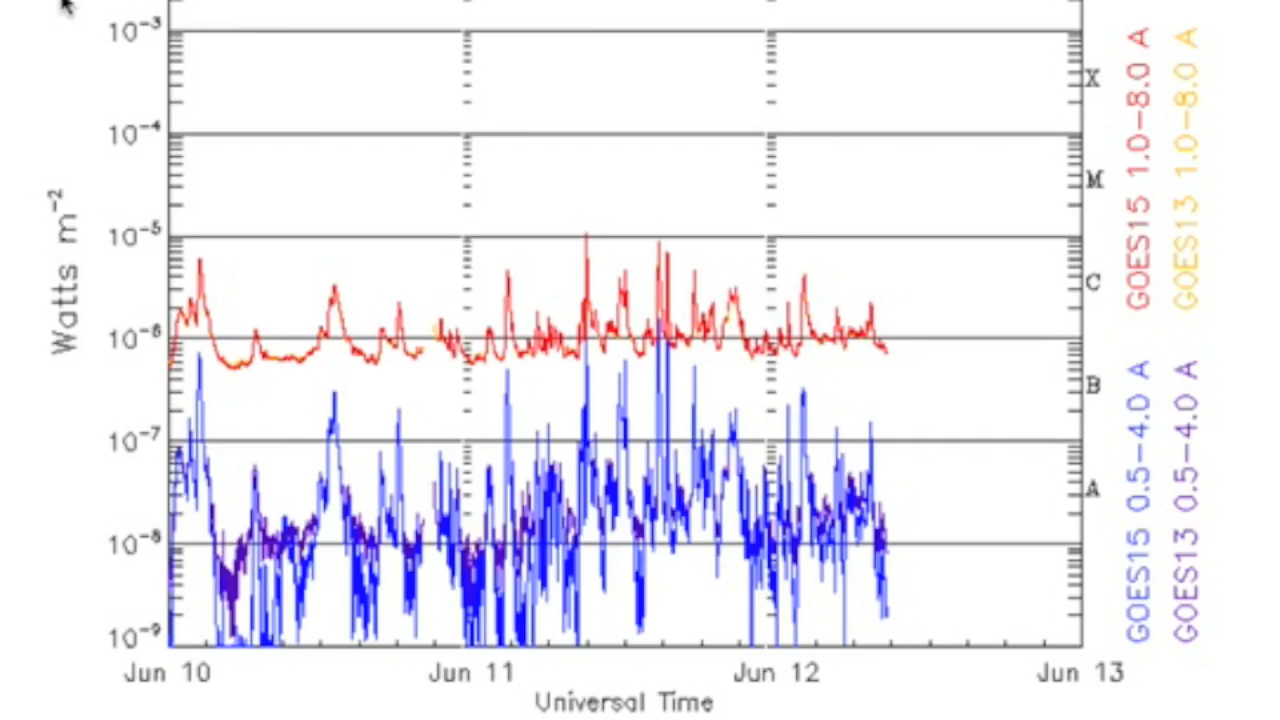 10⁻³
10⁻⁴
10⁻⁵
10⁻⁶
10⁻⁷
10⁻⁸
10⁻⁹
Watts m⁻²
X
M
C
B
A
Jun 10
Jun 11
Jun 12
Jun 13
Universal Time
GOES15 1.0-8.0 A
GOES13 1.0-8.0 A
GOES15 0.5-4.0 A
GOES13 0.5-4.0 A